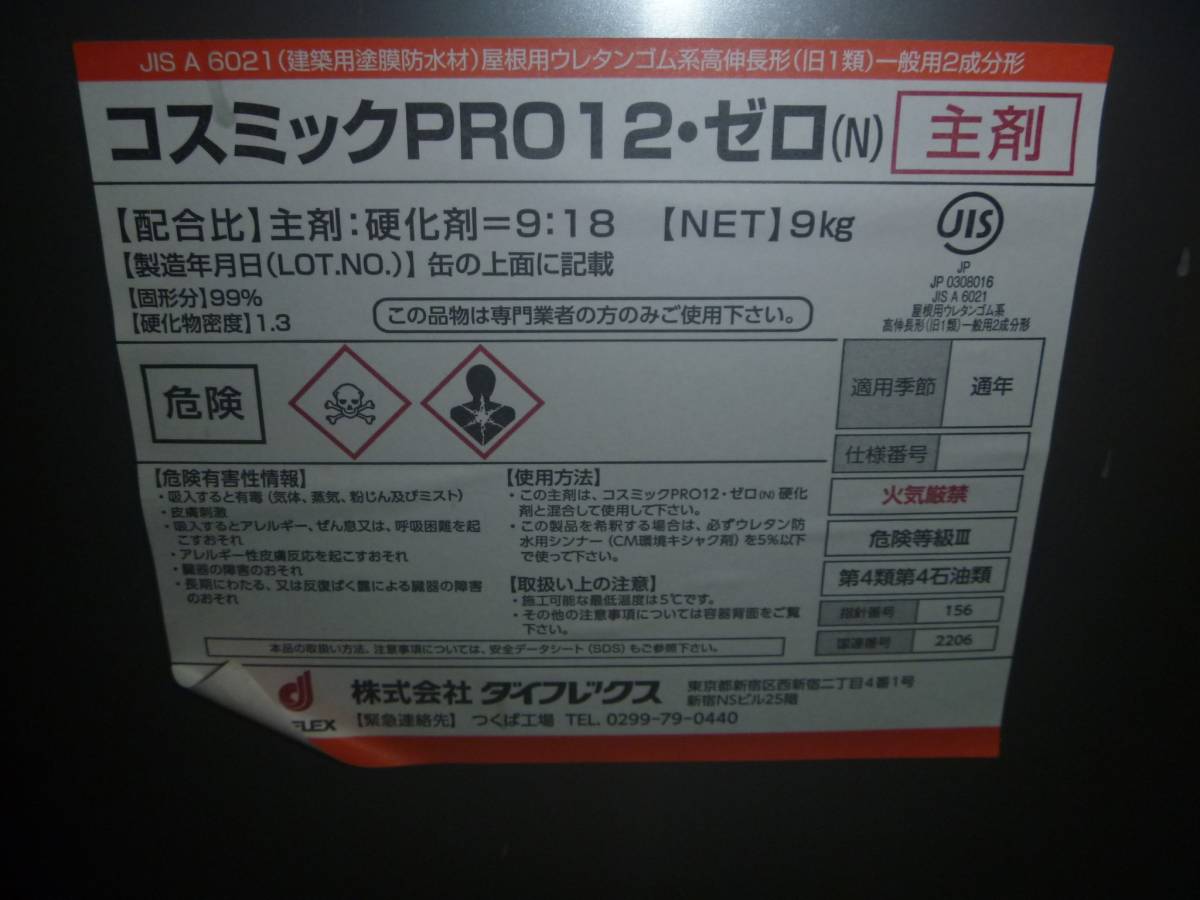 JIS A 6021(建築用塗膜防水材)屋根用ウレタンゴム系高伸長形(旧1類)一般用2成分形
コスミックPRO12・ゼロ(N) 主剤
【配合比】主剤:硬化剤=9:18 【NET】9kg
【製造年月日(LOT.NO.)】缶の上面に記載
【固形分】99%
【硬化物密度】1.3
この品物は専門業者の方のみご使用下さい。
JIS
JP
JP 0308016
JIS A 6021
屋根用ウレタンゴム系
高伸長形(旧1類)一般用2成分形
危険
適用季節 通年
仕様番号
火気厳禁
危険等級Ⅲ
第4類第4石油類
指針番号 156
国連番号 2206
【危険有害性情報】
・吸入すると有毒(気体、蒸気、粉じん及びミスト)
・皮膚刺激
・吸入するとアレルギー、ぜん息又は、呼吸困難を起
こすおそれ
・アレルギー性皮膚反応を起こすおそれ
・臓器の障害のおそれ
・長期にわたる、又は反復ばく露による臓器の障害
のおそれ
【使用方法】
・この主剤は、コスミックPRO12・ゼロ(N) 硬化
剤と混合して使用して下さい。
・この製品を希釈する場合は、必ずウレタン防
水用シンナー(CM環境キシャク剤)を5%以下
で使って下さい。
【取扱い上の注意】
・施工可能な最低温度は5℃です。
・その他の注意事項については容器背面をご覧
下さい。
本品の取扱い方法、注意事項については、安全データシート(SDS)もご参照下さい。
FLEX
株式会社 ダイフレックス
東京都新宿区西新宿二丁目4番1号
新宿NSビル25階
【緊急連絡先】つくば工場 TEL. 0299-79-0440